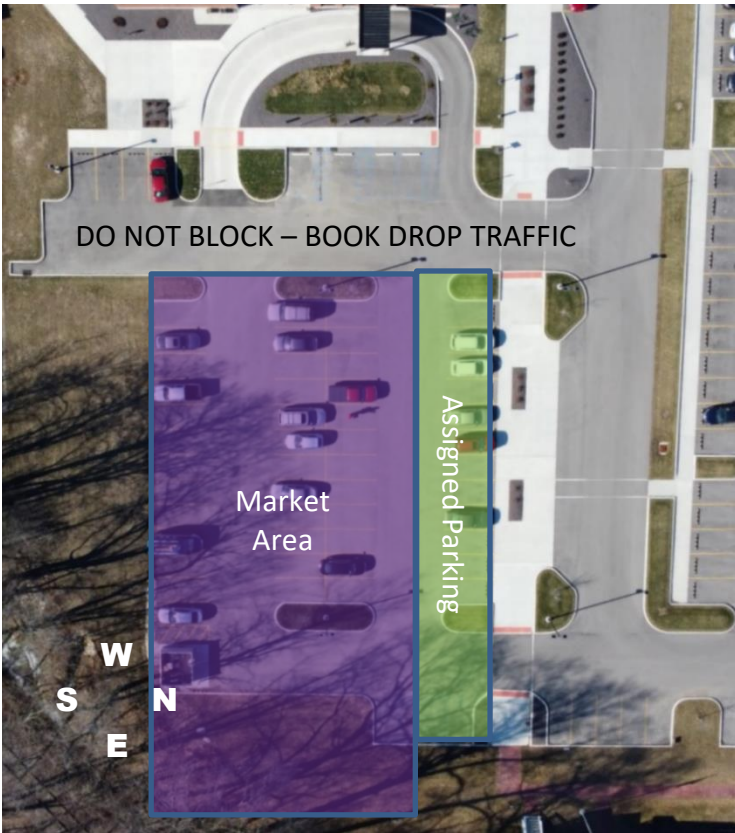 DO NOT BLOCK – BOOK DROP TRAFFIC
Market
Area
Assigned Parking
W
S N
E